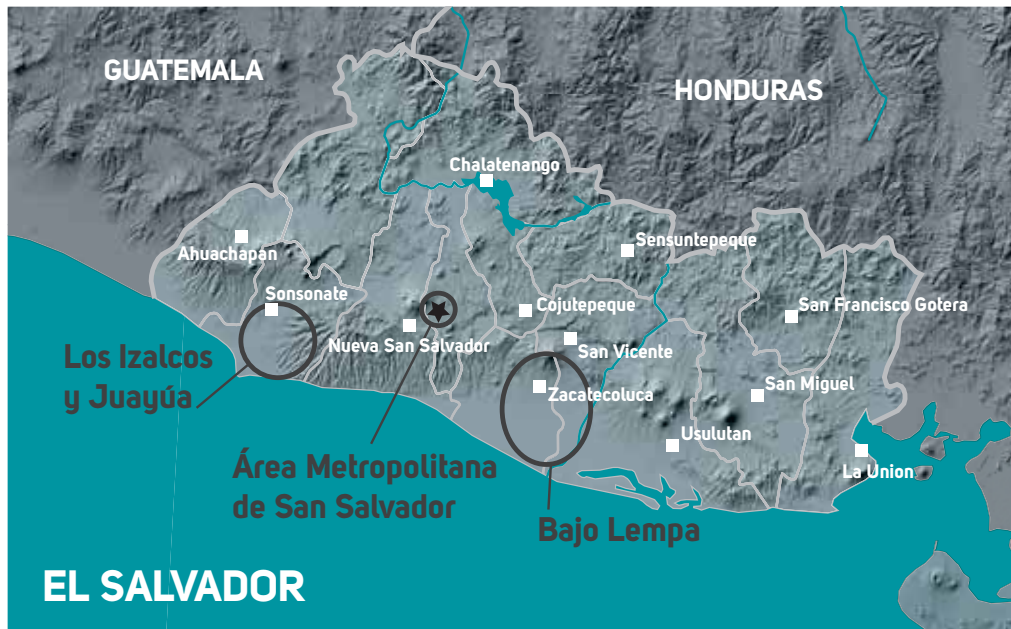 GUATEMALA
HONDURAS
Chalatenango
Ahuachapan
Sensuntepeque
Sonsonate
Cojutepeque
San Francisco Gotera
Nueva San Salvador
San Vicente
Los Izalcos
y Juayúa
Zacatecoluca
San Miguel
Usulutan
La Union
Área Metropolitana
de San Salvador
Bajo Lempa
EL SALVADOR